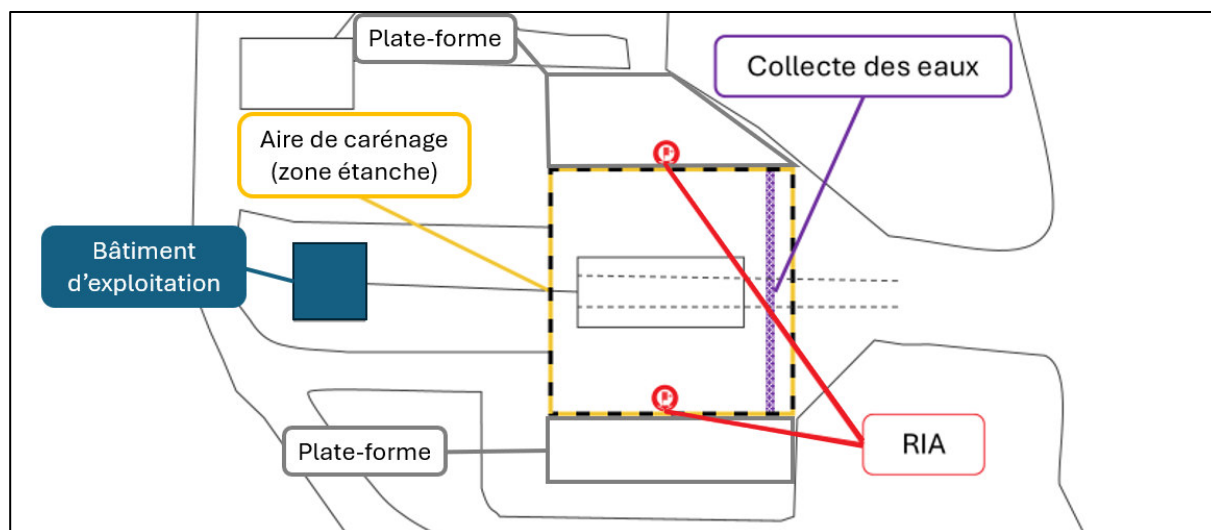 Plate-forme
Collecte des eaux
Aire de carénage
(zone étanche)
Bâtiment
d’exploitation
Plate-forme
RIA